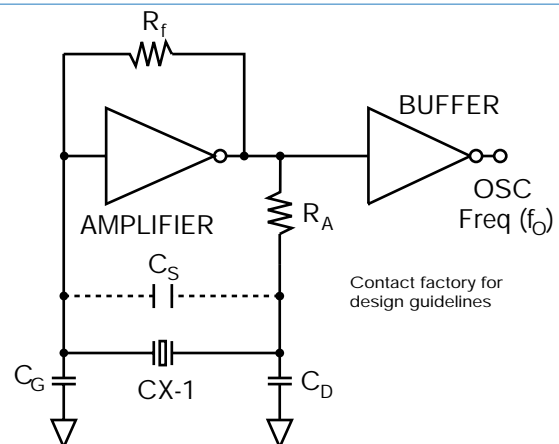 Rf
BUFFER
AMPLIFIER
RA
OSC
Freq (fO)
CS
Contact factory for
design guidelines
CG
CX-1
CD